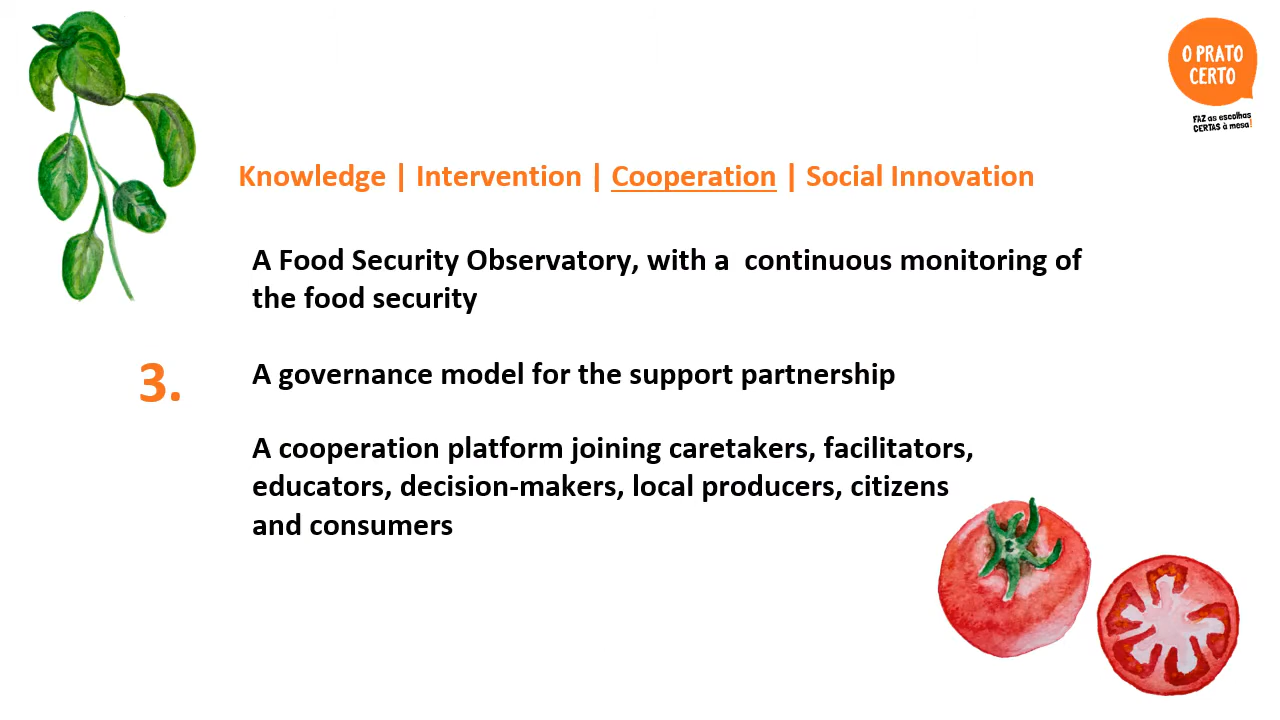 O PRATO
CERTO
FAZ as escolhas
CERTAS à mesa!
Knowledge | Intervention | Cooperation | Social Innovation
A Food Security Observatory, with a  continuous monitoring of
the food security
3.
A governance model for the support partnership
A cooperation platform joining caretakers, facilitators,
educators, decision-makers, local producers, citizens
and consumers